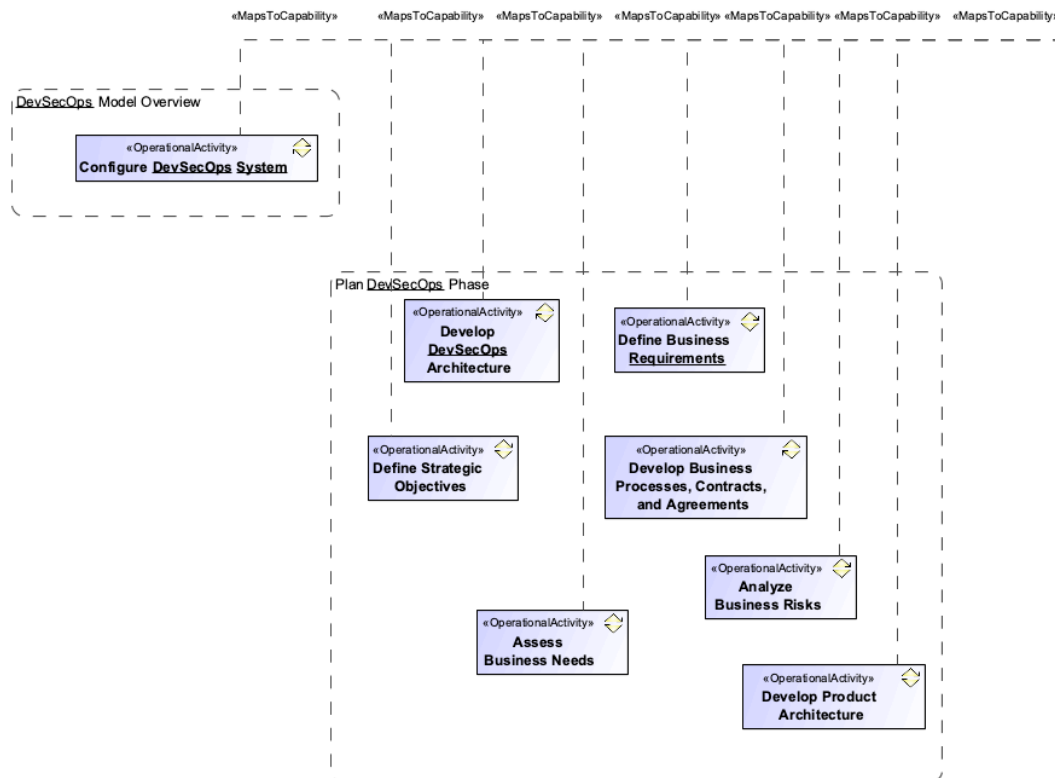 «MapsToCapability» «MapsToCapability» «MapsToCapability» «MapsToCapability» «MapsToCapability» «MapsToCapability» «MapsToCapability»
DevSecOps Model Overview
«OperationalActivity»
Configure DevSecOps System
Plan DevSecOps Phase
«OperationalActivity»
Develop
DevSecOps
Architecture
«OperationalActivity»
Define Business
Requirements
«OperationalActivity»
Define Strategic
Objectives
«OperationalActivity»
Develop Business
Processes, Contracts,
and Agreements
«OperationalActivity»
Analyze
Business Risks
«OperationalActivity»
Assess
Business Needs
«OperationalActivity»
Develop Product
Architecture